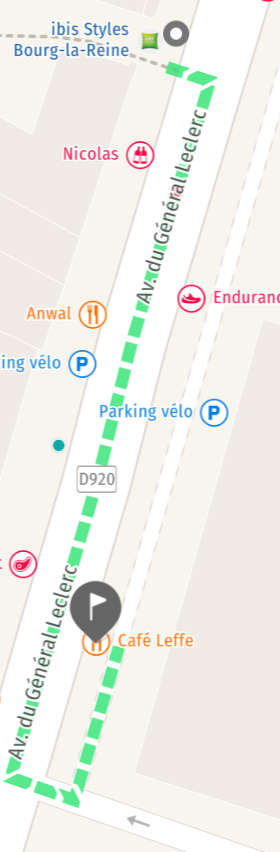 ibis Styles
Bourg-la-Reine
Nicolas
Av. du Général Leclerc
Enduranc
Anwal
ing vélo
P
Parking vélo
P
D920
Café Leffe
Av. du Général Leclerc